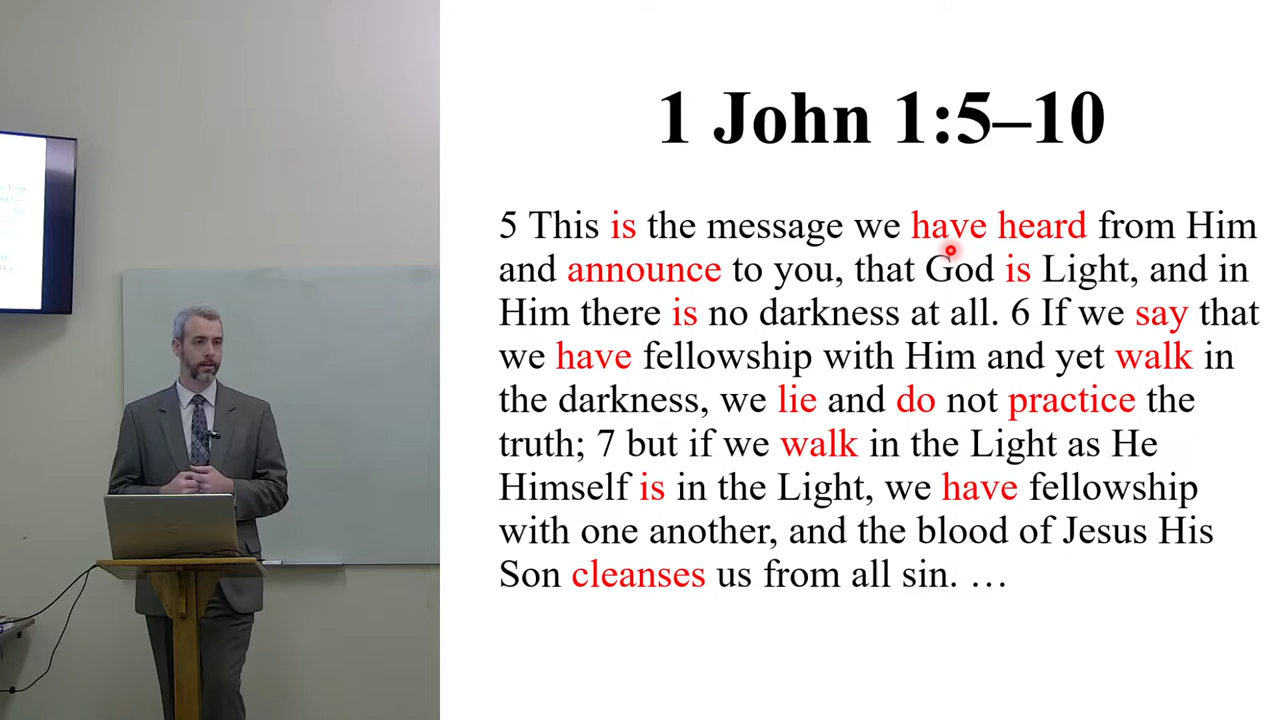 1 John 1:5–10
5 This is the message we have heard from Him
and announce to you, that God is Light, and in
Him there is no darkness at all. 6 If we say that
we have fellowship with Him and yet walk in
the darkness, we lie and do not practice the
truth; 7 but if we walk in the Light as He
Himself is in the Light, we have fellowship
with one another, and the blood of Jesus His
Son cleanses us from all sin. …